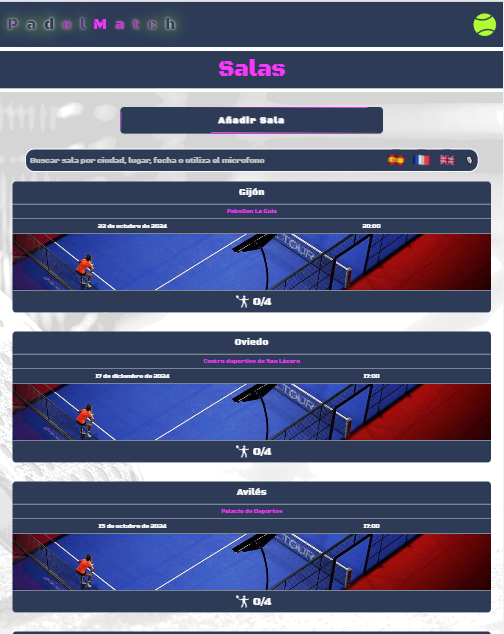 PadelMatch
Salas
Añadir Sala
Buscar sala por ciudad, lugar, fecha o utiliza el microfono
Gijón
Pabellon La Guia
22 de octubre de 2024 20:00
TOUR
0/4
Oviedo
Centro deportivo de San Lázaro
17 de diciembre de 2024 17:00
TOUR
0/4
Avilés
Palacio de Deportes
15 de octubre de 2024 17:00
TOUR
0/4